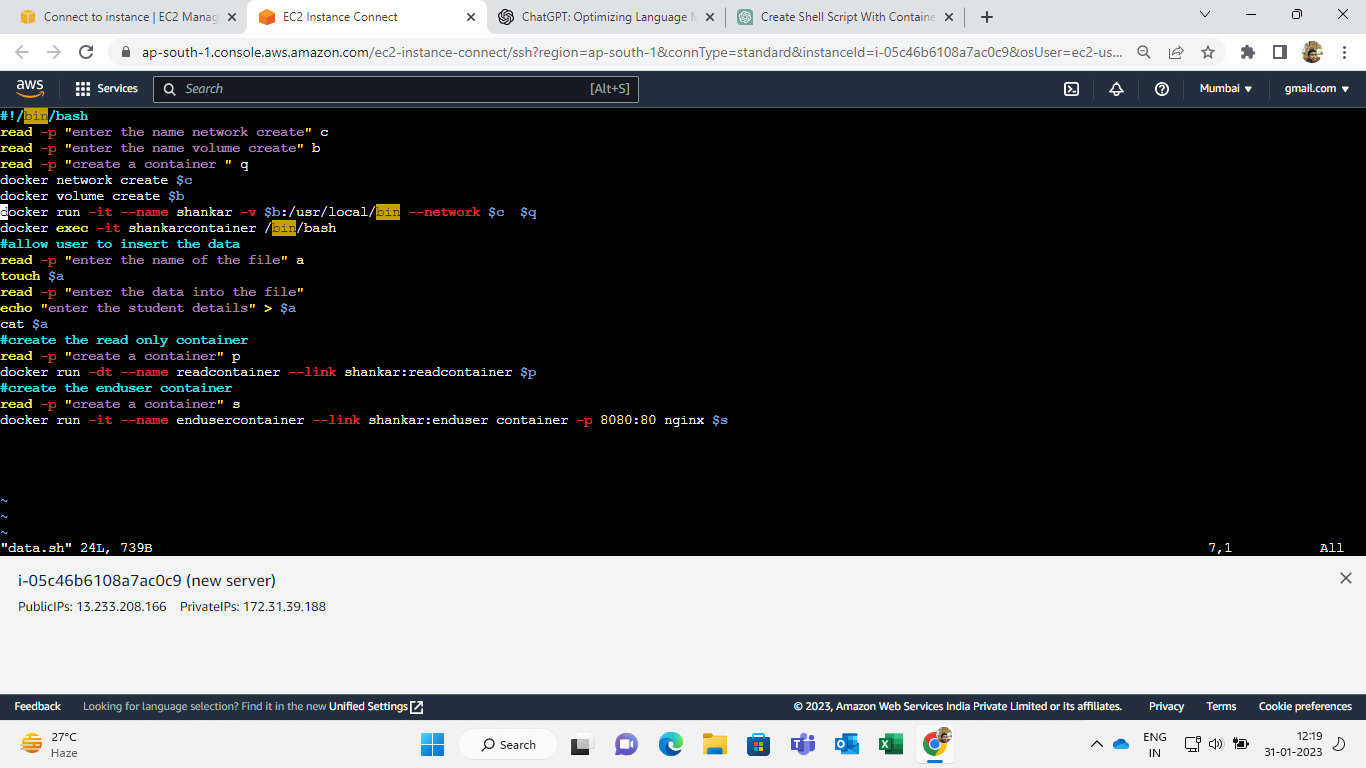 Connect to instance | EC2 Manag
EC2 Instance Connect
ChatGPT: Optimizing Language
Create Shell Script With Containe
ap-south-1.console.aws.amazon.com/ec2-instance-connect/ssh?region=ap-south-1&connType=standard&instanceId=i-05c46b6108a7ac0c9&osUser=ec2-us...
aws
Services
Search
[Alt+S]
Mumbai
gmail.com
#!/bin/bash
read -p "enter the name network create" c
read -p "enter the name volume create" b
read -p "create a container " q
docker network create $c
docker volume create $b
docker run -it --name shankar -v $b:/usr/local/bin --network $c  $q
docker exec -it shankarcontainer /bin/bash
#allow user to insert the data
read -p "enter the name of the file" a
touch $a
read -p "enter the data into the file"
echo "enter the student details" > $a
cat $a
#create the read only container
read -p "create a container" p
docker run -dt --name readcontainer --link shankar:readcontainer $p
#create the enduser container
read -p "create a container" s
docker run -it --name endusercontainer --link shankar:enduser container -p 8080:80 nginx $s
~
~
~
"data.sh" 24L, 739B
7,1
All
i-05c46b6108a7ac0c9 (new server)
PublicIPs: 13.233.208.166 PrivateIPs: 172.31.39.188
Feedback
Looking for language selection? Find it in the new Unified Settings
© 2023, Amazon Web Services India Private Limited or its affiliates.
Privacy
Terms
Cookie preferences
27°C
Haze
Search
ENG
IN
12:19
31-01-2023